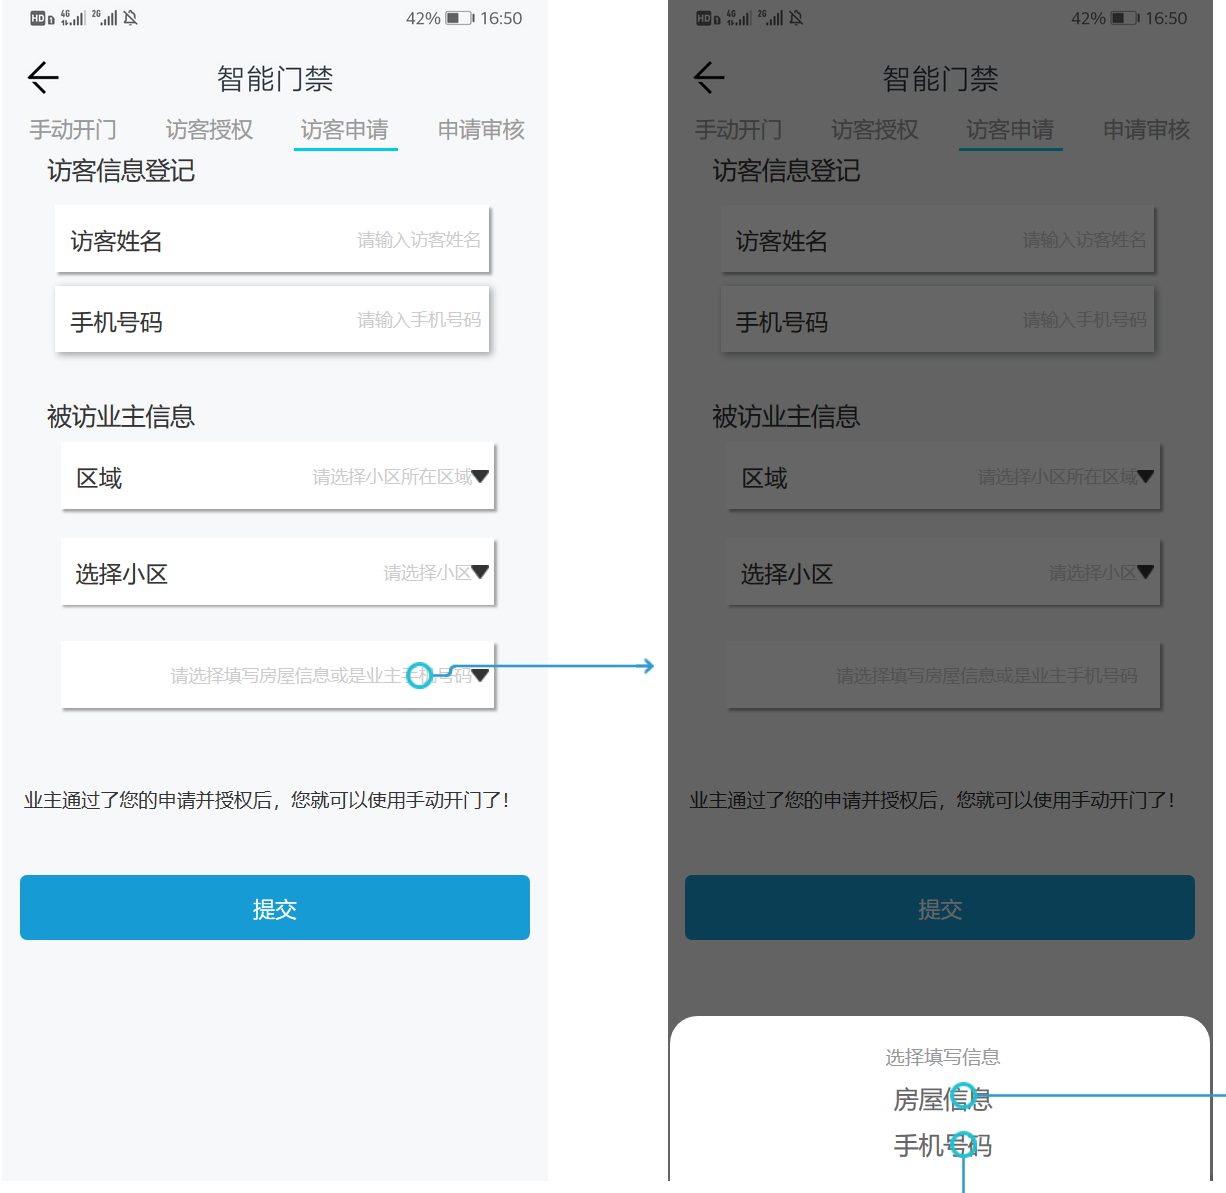 HD 4G 2G 42% 16:50
智能门禁
手动开门 访客授权 访客申请 申请审核
访客信息登记
访客姓名 请输入访客姓名
手机号码 请输入手机号码
被访业主信息
区域 请选择小区所在区域
选择小区 请选择小区
请选择填写房屋信息或是业主手机号码
业主通过了您的申请并授权后，您就可以使用手动开门了！
提交
HD 4G 2G 42% 16:50
智能门禁
手动开门 访客授权 访客申请 申请审核
访客信息登记
访客姓名 请输入访客姓名
手机号码 请输入手机号码
被访业主信息
区域 请选择小区所在区域
选择小区 请选择小区
请选择填写房屋信息或是业主手机号码
业主通过了您的申请并授权后，您就可以使用手动开门了！
提交
选择填写信息
房屋信息
手机号码